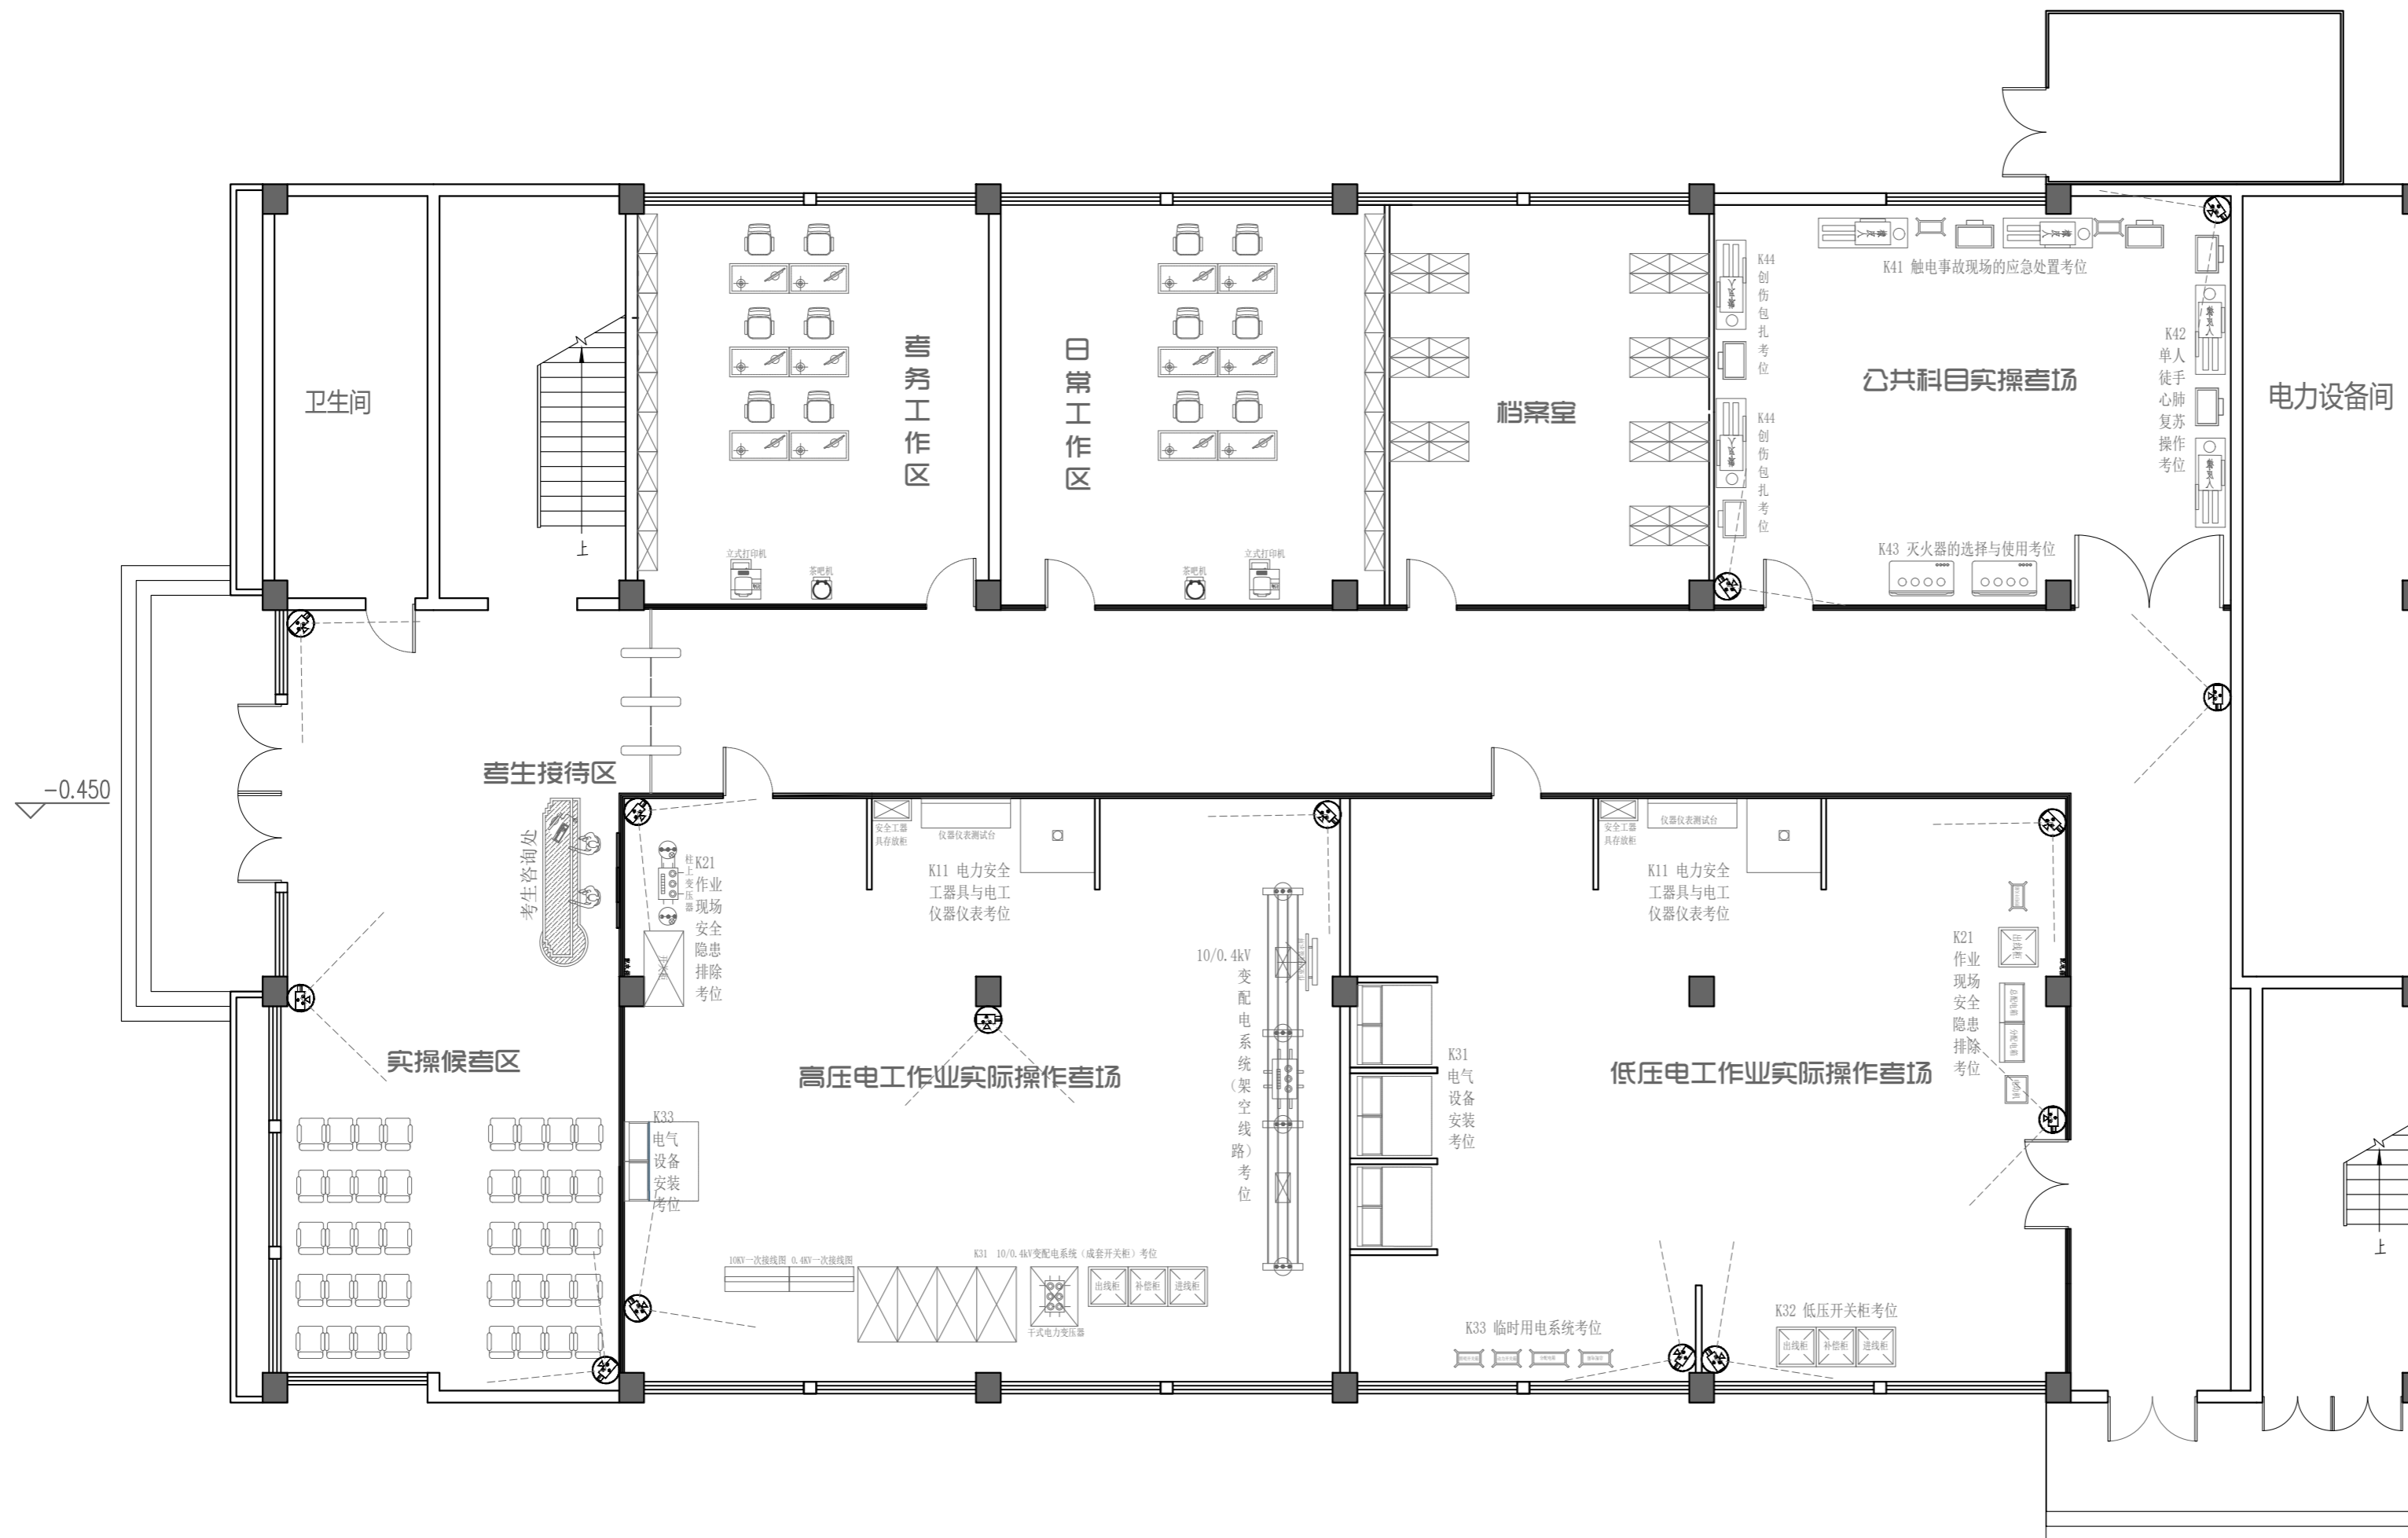 K41 触电事故现场的应急处置考位
K44
创
伤
包
扎
考
位
K44
创
伤
包
扎
考
位
K42
单人
徒手
心肺
复苏
操作
考位
考
务
工
作
区
日
常
工
作
区
公共科目实操考场
卫生间
档案室
电力设备间
上
立式打印机
茶吧机
茶吧机
立式打印机
K43 灭火器的选择与使用考位
考生接待区
-0.450
考生咨询处
安全工器
具存放柜
仪器仪表测试台
K11 电力安全
工器具与电工
仪器仪表考位
柱
上
变
压
器
K21
作业
现场
安全
隐患
排除
考位
开关柜
安全工器
具存放柜
仪器仪表测试台
K11 电力安全
工器具与电工
仪器仪表考位
K21
作业
现场
安全
隐患
排除
考位
出线柜
总配电箱
分配电箱
10/0.4kV
变
配
电
系
统
(架
空
线
路)
考
位
实操候考区
高压电工作业实际操作考场
K31
电气
设备
安装
考位
低压电工作业实际操作考场
K33
电气
设备
安装
考位
上
10KV一次接线图 0.4KV一次接线图
K31 10/0.4kV变配电系统（成套开关柜）考位
出线柜
补偿柜
进线柜
干式电力变压器
K33 临时用电系统考位
K32 低压开关柜考位
出线柜
补偿柜
进线柜